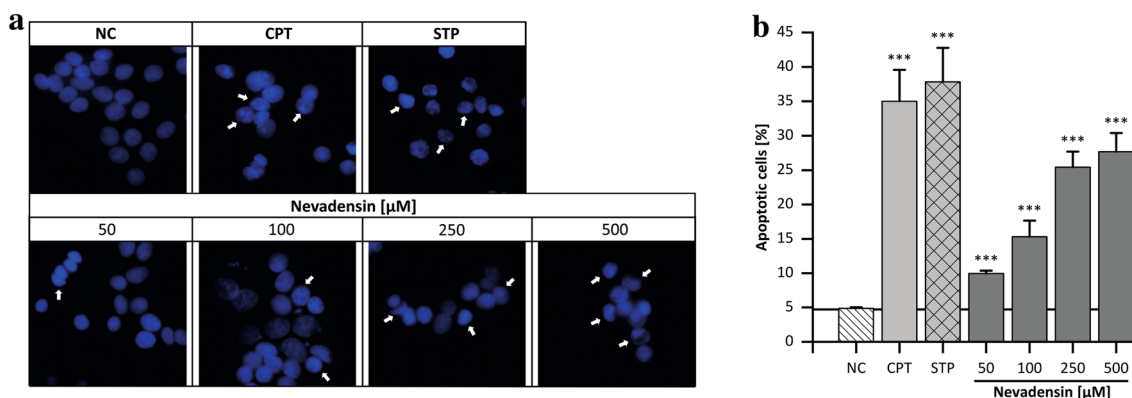 a
NC CPT STP
Nevadensin [µM]
50 100 250 500
b
Apoptotic cells [%]
45
40
35
30
25
20
15
10
5
0
*** *** *** *** *** ***
NC CPT STP 50 100 250 500
Nevadensin [µM]